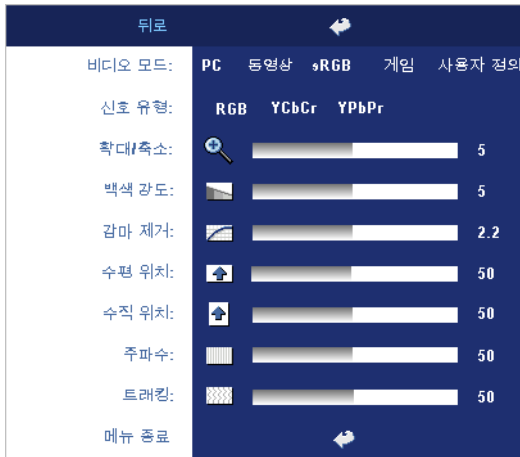 뒤로
비디오 모드: PC 동영상 sRGB 게임 사용자 정의
신호 유형: RGB YCbCr YPbPr
확대/축소: 5
백색 광도: 5
감마 제거: 2.2
수평 위치: 50
수직 위치: 50
주파수: 50
트래킹: 50
메뉴 종료